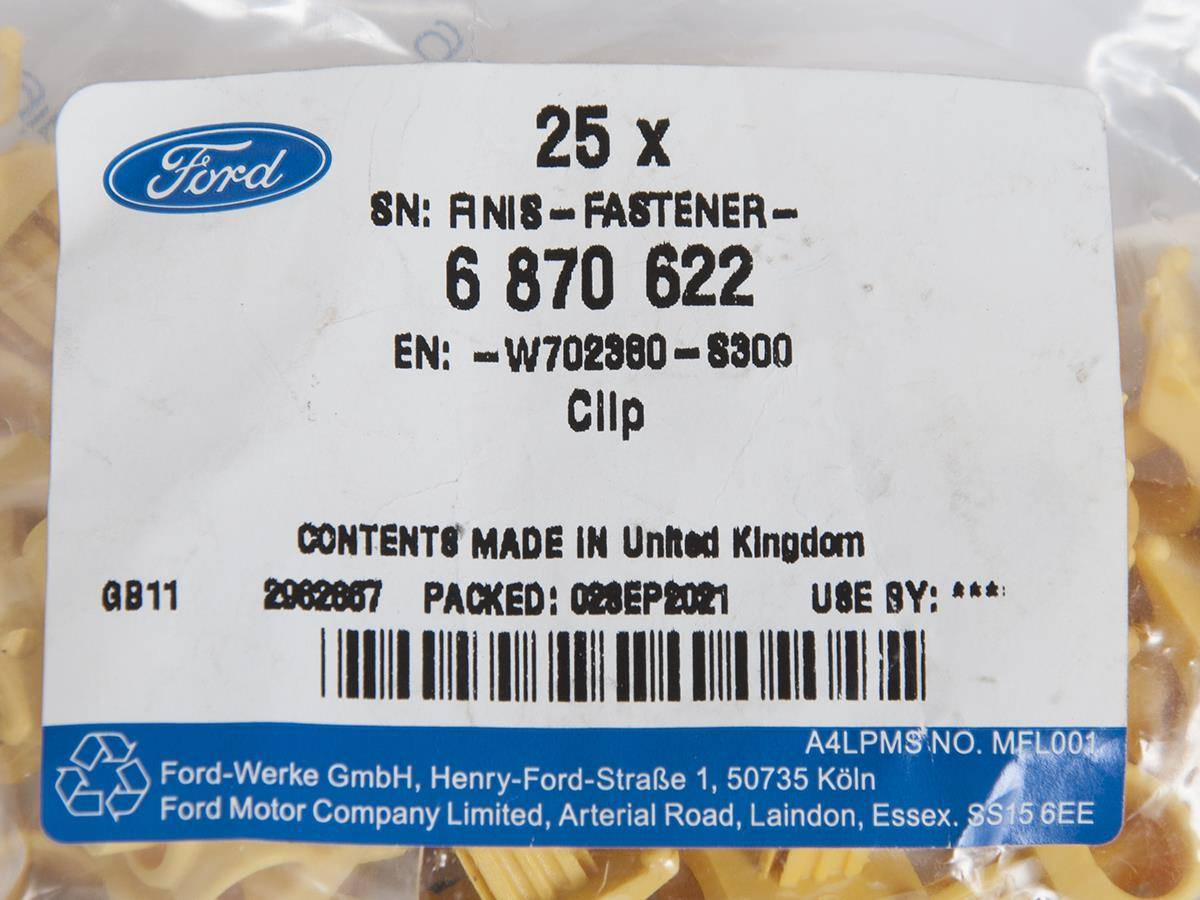 Ford
25 x
SN: FINIS-FASTENER-
6 870 622
EN: -W702380-S300
Clip
CONTENTS MADE IN United Kingdom
GB11 2962867 PACKED: 02SEP2021 USE BY: ***
A4LPMS NO. MFL001
Ford-Werke GmbH, Henry-Ford-Straße 1, 50735 Köln
Ford Motor Company Limited, Arterial Road, Laindon, Essex. SS15 6EE